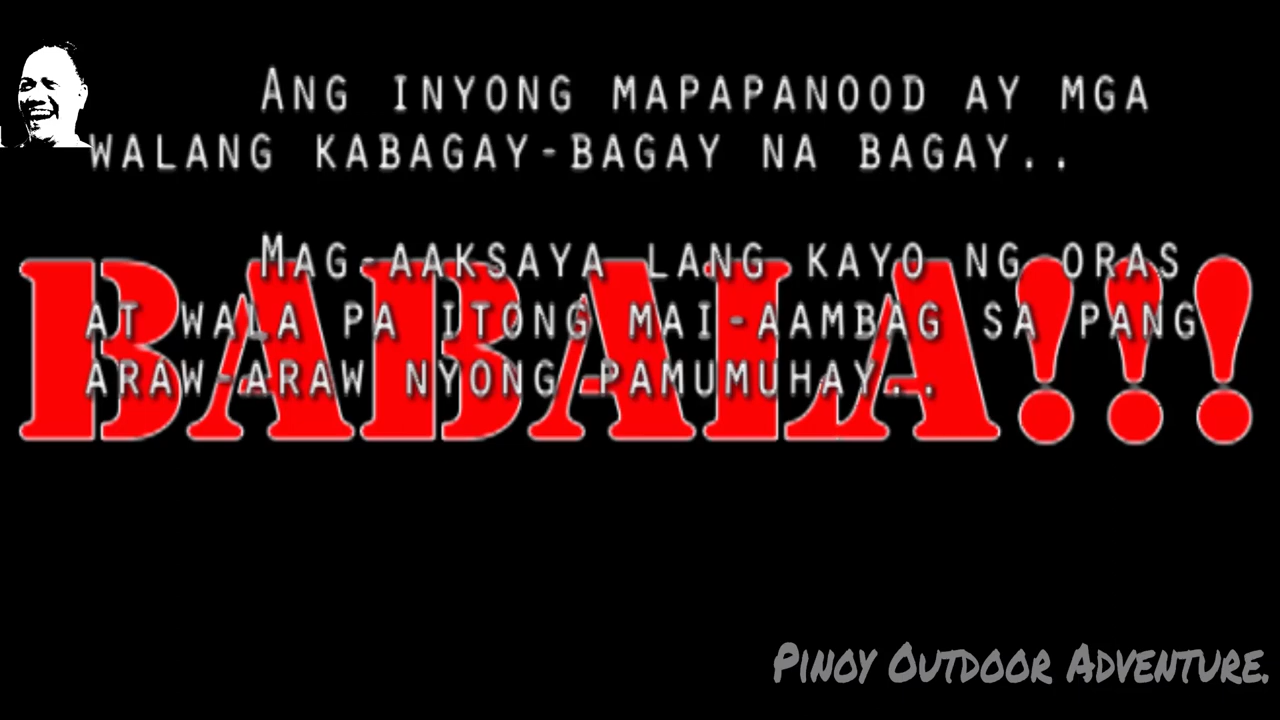 Ang inyong mapapanood ay mga
walang kabagay-bagay na bagay..
Mag-aaksaya lang kayo ng oras
at wala pa itong mai-aambag sa pang
araw-araw nyong pamumuhay..
BABALA!!!
Pinoy Outdoor Adventure.